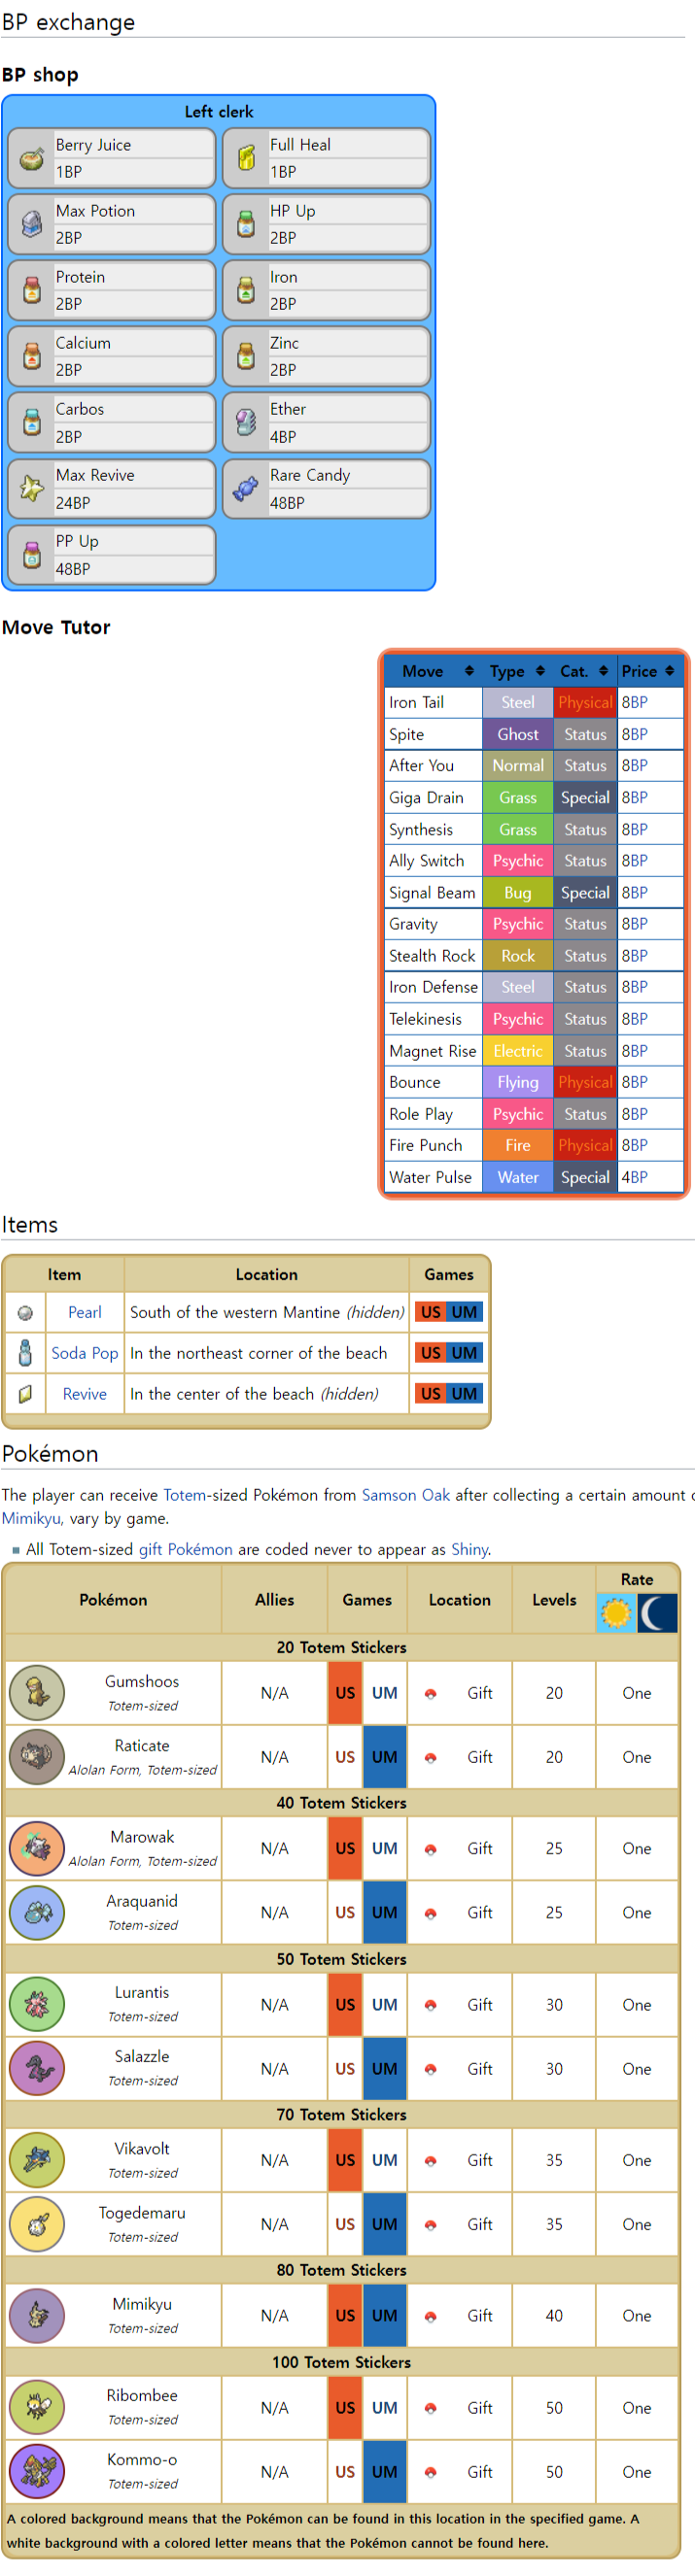 BP exchange
BP shop
Left clerk
Berry Juice
1BP
Full Heal
1BP
Max Potion
2BP
HP Up
2BP
Protein
2BP
Iron
2BP
Calcium
2BP
Zinc
2BP
Carbos
2BP
Ether
4BP
Max Revive
24BP
Rare Candy
48BP
PP Up
48BP
Move Tutor
Move Type Cat. Price
Iron Tail Steel Physical 8BP
Spite Ghost Status 8BP
After You Normal Status 8BP
Giga Drain Grass Special 8BP
Synthesis Grass Status 8BP
Ally Switch Psychic Status 8BP
Signal Beam Bug Special 8BP
Gravity Psychic Status 8BP
Stealth Rock Rock Status 8BP
Iron Defense Steel Status 8BP
Telekinesis Psychic Status 8BP
Magnet Rise Electric Status 8BP
Bounce Flying Physical 8BP
Role Play Psychic Status 8BP
Fire Punch Fire Physical 8BP
Water Pulse Water Special 4BP
Items
Item Location Games
Pearl South of the western Mantine (hidden) US UM
Soda Pop In the northeast corner of the beach US UM
Revive In the center of the beach (hidden) US UM
Pokémon
The player can receive Totem-sized Pokémon from Samson Oak after collecting a certain amount
Mimikyu, vary by game.
All Totem-sized gift Pokémon are coded never to appear as Shiny.
Pokémon Allies Games Location Levels Rate
20 Totem Stickers
Gumshoos
Totem-sized
N/A US UM Gift 20 One
Raticate
Alolan Form, Totem-sized
N/A US UM Gift 20 One
40 Totem Stickers
Marowak
Alolan Form, Totem-sized
N/A US UM Gift 25 One
Araquanid
Totem-sized
N/A US UM Gift 25 One
50 Totem Stickers
Lurantis
Totem-sized
N/A US UM Gift 30 One
Salazzle
Totem-sized
N/A US UM Gift 30 One
70 Totem Stickers
Vikavolt
Totem-sized
N/A US UM Gift 35 One
Togedemaru
Totem-sized
N/A US UM Gift 35 One
80 Totem Stickers
Mimikyu
Totem-sized
N/A US UM Gift 40 One
100 Totem Stickers
Ribombee
Totem-sized
N/A US UM Gift 50 One
Kommo-o
Totem-sized
N/A US UM Gift 50 One
A colored background means that the Pokémon can be found in this location in the specified game. A
white background with a colored letter means that the Pokémon cannot be found here.